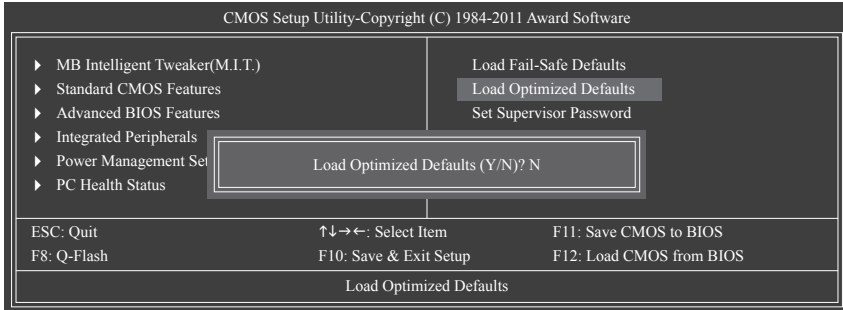 CMOS Setup Utility-Copyright (C) 1984-2011 Award Software
MB Intelligent Tweaker(M.I.T.)
Standard CMOS Features
Advanced BIOS Features
Integrated Peripherals
Power Management Set
PC Health Status
Load Fail-Safe Defaults
Load Optimized Defaults
Set Supervisor Password
Load Optimized Defaults (Y/N)? N
ESC: Quit ↑↓→←: Select Item F11: Save CMOS to BIOS
F8: Q-Flash F10: Save & Exit Setup F12: Load CMOS from BIOS
Load Optimized Defaults